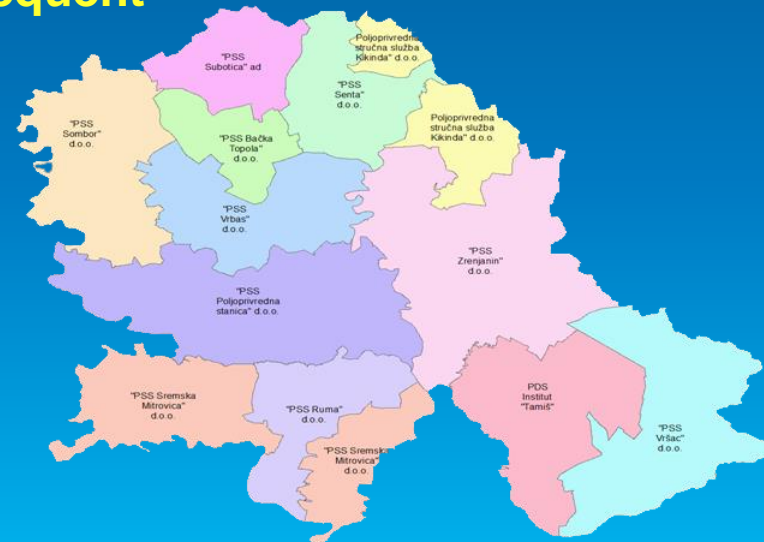 "PSS
Subotica" ad
Poljoprivredna
stručna služba
Kikinda" d.o.o.
"PSS
Senta"
d.o.o.
"PSS
Sombor"
d.o.o.
"PSS Bačka
Topola"
d.o.o.
Poljoprivredna
stručna služba
Kikinda" d.o.o.
"PSS
Vrbas"
d.o.o.
"PSS
Zrenjanin"
d.o.o.
"PSS
Poljoprivredna
stanica" d.o.o.
"PSS Sremska
"Mitrovica"
d.o.o.
"PSS Ruma"
d.o.o.
PDS
Institut
"Tamiš"
"PSS
Vršac"
d.o.o.
"PSS Sremska
Mitrovica"
d.o.o.